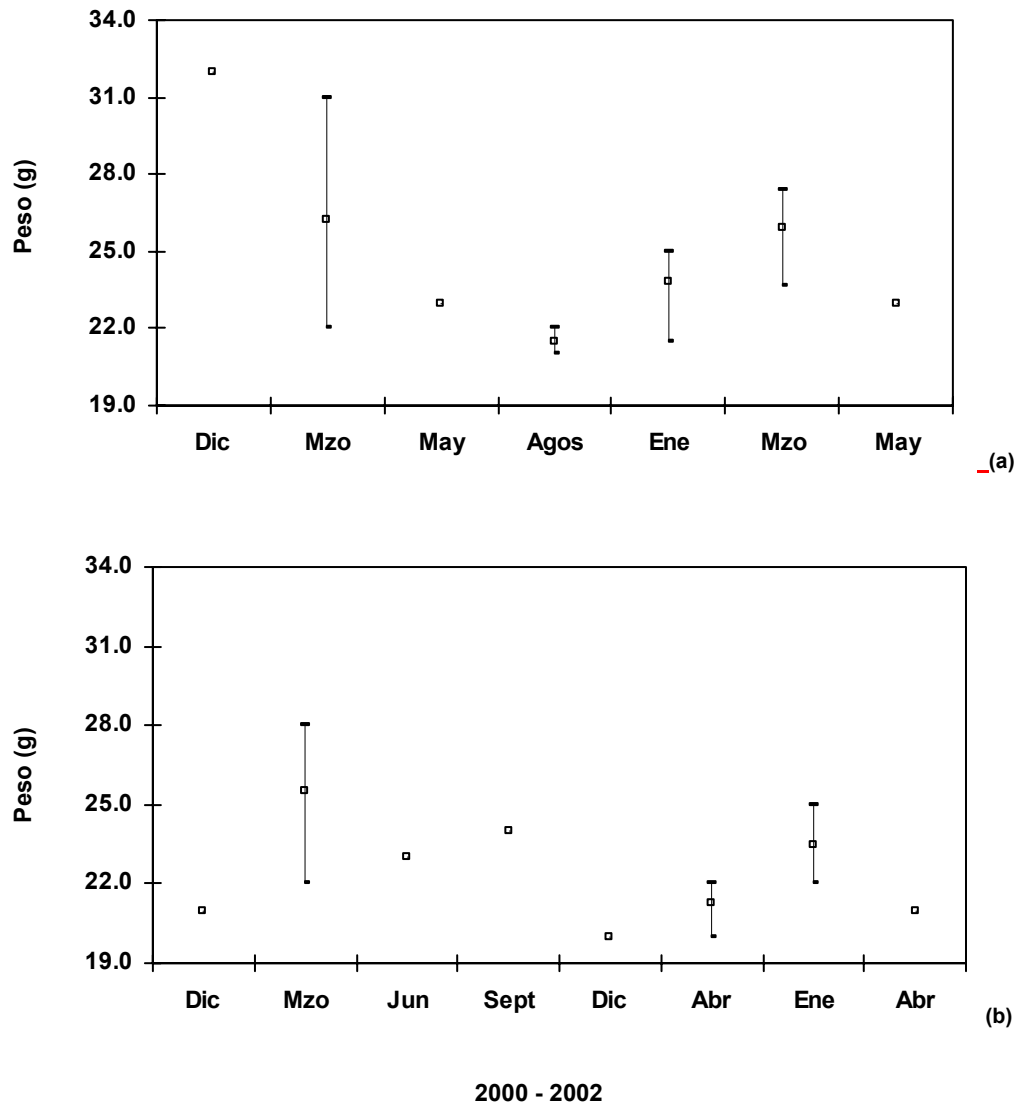 34.0
31.0
28.0
25.0
22.0
19.0
Peso (g)
Dic Mzo May Agos Ene Mzo May
_(a)
34.0
31.0
28.0
25.0
22.0
19.0
Peso (g)
Dic Mzo Jun Sept Dic Abr Ene Abr
(b)
2000 - 2002